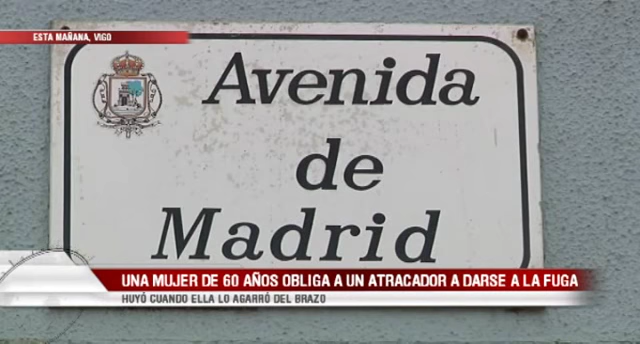 ESTA MAÑANA, VIGO
Avenida
de
Madrid
UNA MUJER DE 60 AÑOS OBLIGA A UN ATRACADOR A DARSE A LA FUGA
HUYÓ CUANDO ELLA LO AGARRÓ DEL BRAZO